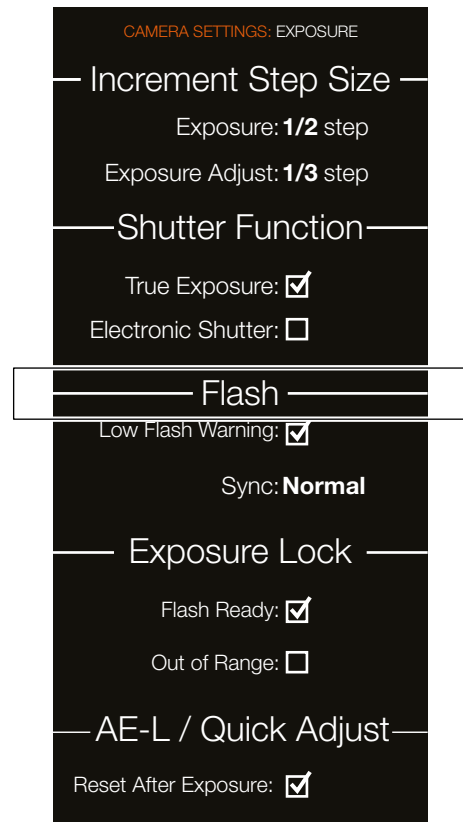 CAMERA SETTINGS: EXPOSURE
Increment Step Size
Exposure: 1/2 step
Exposure Adjust: 1/3 step
Shutter Function
True Exposure:
Electronic Shutter:
Flash
Low Flash Warning:
Sync: Normal
Exposure Lock
Flash Ready:
Out of Range:
AE-L / Quick Adjust
Reset After Exposure: